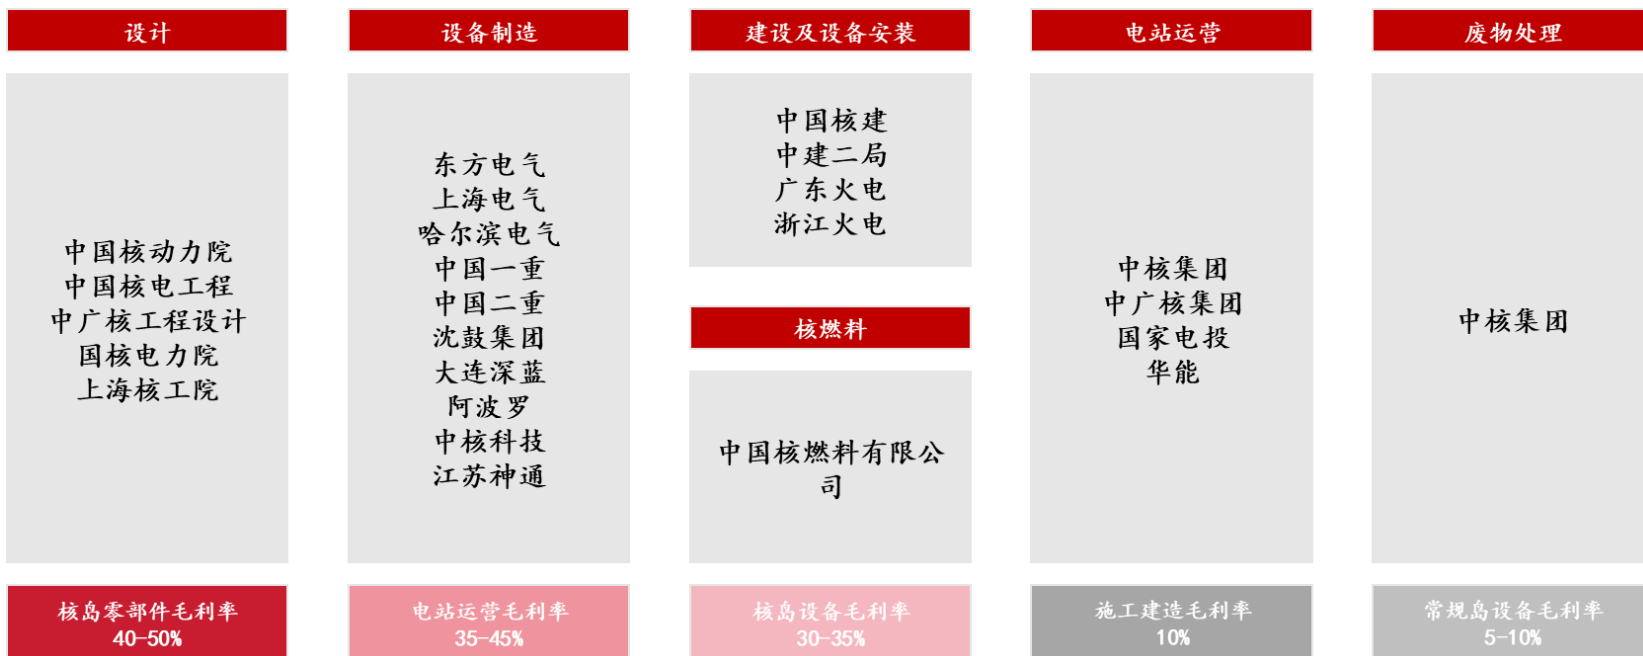 设计
中国核动力院
中国核电工程
中广核工程设计
国核电力院
上海核工院
设备制造
东方电气
上海电气
哈尔滨电气
中国一重
中国二重
沈鼓集团
大连深蓝
阿波罗
中核科技
江苏神通
建设及设备安装
中国核建
中建二局
广东火电
浙江火电
核燃料
中国核燃料有限公
司
电站运营
中核集团
中广核集团
国家电投
华能
废物处理
中核集团
核岛零部件毛利率
40-50%
电站运营毛利率
35-45%
核岛设备毛利率
30-35%
施工建造毛利率
10%
常规岛设备毛利率
5-10%